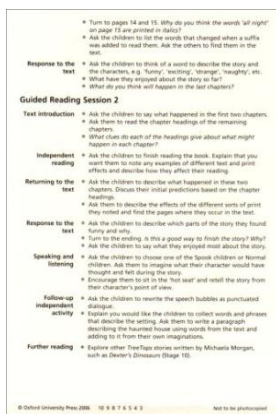 • Turn to pages 14 and 15. Why do you think the words 'all night'
on page 15 are printed in italics?
• Ask the children to list the words that changed when a suffix
was added to read them. Ask the others to find them in the
text.
Response to the • Ask the children to think of a word to describe the story and
text the characters, e.g. 'funny', 'exciting', 'strange', 'naughty', etc.
• What have they enjoyed about the story so far?
• What do you think will happen in the last chapters?
Guided Reading Session 2
Text introduction • Ask the children to say what happened in the first two chapters.
• Ask them to read the chapter headings of the remaining
chapters.
• What clues do each of the headings give about what might
happen in each chapter?
Independent • Ask the children to finish reading the book. Explain that you
reading want them to note any examples of different text and print
effects and describe how they affect their reading.
Returning to the • Ask the children to describe what happened in these two
text chapters. Discuss their initial predictions based on the chapter
headings.
• Ask them to describe the effects of the different sorts of print
they noted and find the pages where they occur in the text.
Response to the • Ask the children to describe which parts of the story they found
text funny and why.
• Turn to the ending. Is this a good way to finish the story? Why?
• Ask the children to say what they enjoyed most about the story.
Speaking and • Ask the children to choose one of the Spook children or Normal
listening children. Ask them to imagine what their character would have
thought and felt during the story.
• Encourage them to sit in the 'hot seat' and retell the story from
their character's point of view.
Follow-up • Ask the children to rewrite the speech bubbles as punctuated
independent dialogue.
activity • Explain you would like the children to collect words and phrases
that describe the setting. Ask them to write a paragraph
describing the haunted house using words from the text and
adding to it from their own imaginations.
Further reading • Explore other TreeTops stories written by Michaela Morgan,
such as Dexter's Dinosaurs (Stage 10).
© Oxford University Press 2006 10 9 8 7 6 5 4 3 Not to be photocopied